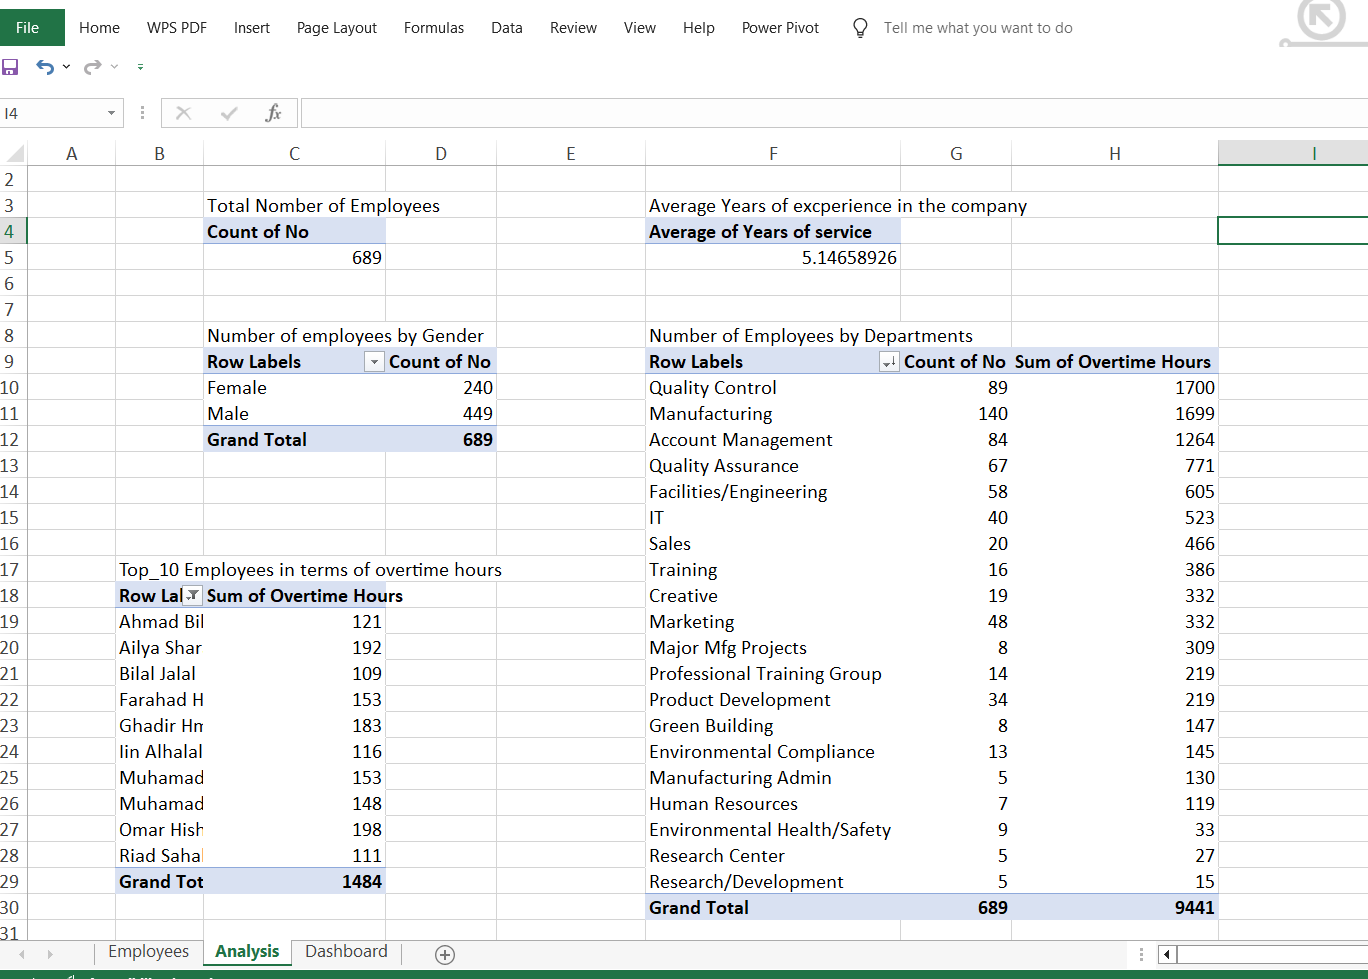 File Home WPS PDF Insert Page Layout Formulas Data Review View Help Power Pivot Tell me what you want to do
I4 fx
A B C D E F G H I
2
3 Total Nomber of Employees Average Years of excperience in the company
4 Count of No Average of Years of service
5 689 5.14658926
6
7
8 Number of employees by Gender Number of Employees by Departments
9 Row Labels Count of No Row Labels Count of No Sum of Overtime Hours
10 Female 240 Quality Control 89 1700
11 Male 449 Manufacturing 140 1699
12 Grand Total 689 Account Management 84 1264
13 Quality Assurance 67 771
14 Facilities/Engineering 58 605
15 IT 40 523
16 Sales 20 466
17 Top_10 Employees in terms of overtime hours Training 16 386
18 Row Lal Sum of Overtime Hours Creative 19 332
19 Ahmad Bil 121 Marketing 48 332
20 Ailya Shar 192 Major Mfg Projects 8 309
21 Bilal Jalal 109 Professional Training Group 14 219
22 Farahad H 153 Product Development 34 219
23 Ghadir Hm 183 Green Building 8 147
24 lin Alhalal 116 Environmental Compliance 13 145
25 Muhamad 153 Manufacturing Admin 5 130
26 Muhamad 148 Human Resources 7 119
27 Omar Hish 198 Environmental Health/Safety 9 33
28 Riad Sahal 111 Research Center 5 27
29 Grand Tot 1484 Research/Development 5 15
30 Grand Total 689 9441
31
Employees Analysis Dashboard